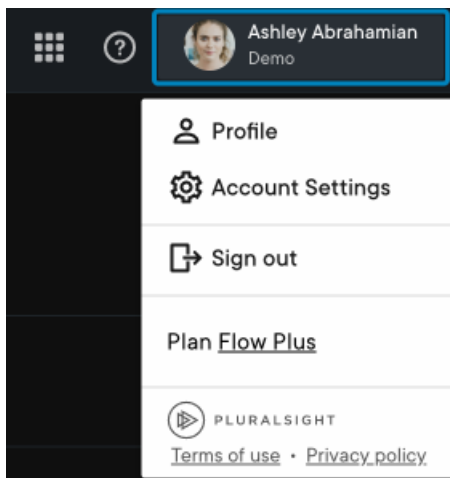 Ashley Abrahamian
Demo
Profile
Account Settings
Sign out
Plan Flow Plus
PLURALSIGHT
Terms of use • Privacy policy